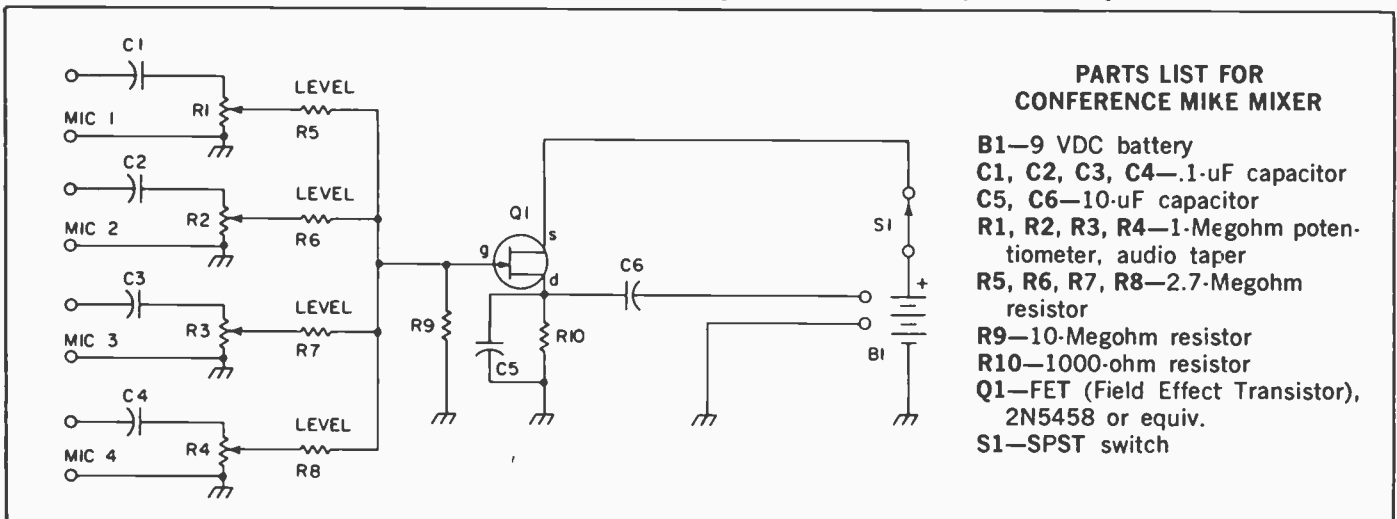 C1
MIC 1
R1
LEVEL
R5
C2
MIC 2
R2
LEVEL
R6
C3
MIC 3
R3
LEVEL
R7
C4
MIC 4
R4
LEVEL
R8
R9
Q1
g
s
d
C5
R10
C6
S1
+
B1
PARTS LIST FOR
CONFERENCE MIKE MIXER
B1—9 VDC battery
C1, C2, C3, C4—.1-uF capacitor
C5, C6—10-uF capacitor
R1, R2, R3, R4—1-Megohm poten-
tiometer, audio taper
R5, R6, R7, R8—2.7-Megohm
resistor
R9—10-Megohm resistor
R10—1000-ohm resistor
Q1—FET (Field Effect Transistor),
2N5458 or equiv.
S1—SPST switch